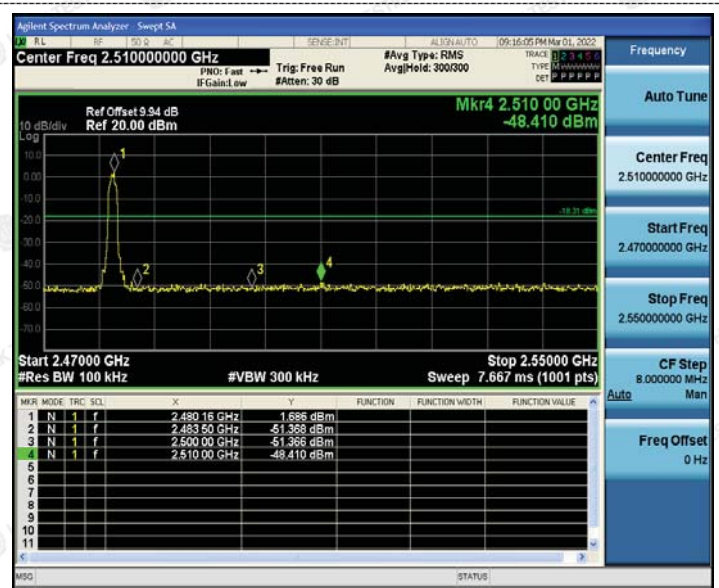 Agilent Spectrum Analyzer - Swept SA
RL RF 50 Ω AC SENSE:INT ALIGN AUTO 09:16:05 PM Mar 01, 2022
Center Freq 2.510000000 GHz #Avg Type: RMS TRACE 1 2 3 4 5 6
PNO: Fast Trig: Free Run Avg|Hold: 300/300 TYPE M
IFGain:Low #Atten: 30 dB DET P P P P P P
Ref Offset 9.94 dB Mkr4 2.510 00 GHz
10 dB/div Ref 20.00 dBm -48.410 dBm
Log
10.0
0.00
-10.0
-20.0
-30.0
-40.0
-50.0
-60.0
-70.0
1
2
3
4
-18.31 dBm
Start 2.47000 GHz Stop 2.55000 GHz
#Res BW 100 kHz #VBW 300 kHz Sweep 7.667 ms (1001 pts)
MKR MODE TRC SCL X Y FUNCTION FUNCTION WIDTH FUNCTION VALUE
1 N 1 f 2.480 16 GHz 1.686 dBm
2 N 1 f 2.483 50 GHz -51.368 dBm
3 N 1 f 2.500 00 GHz -51.366 dBm
4 N 1 f 2.510 00 GHz -48.410 dBm
5
6
7
8
9
10
11
MSG STATUS
Frequency
Auto Tune
Center Freq
2.510000000 GHz
Start Freq
2.470000000 GHz
Stop Freq
2.550000000 GHz
CF Step
8.000000 MHz
Auto Man
Freq Offset
0 Hz